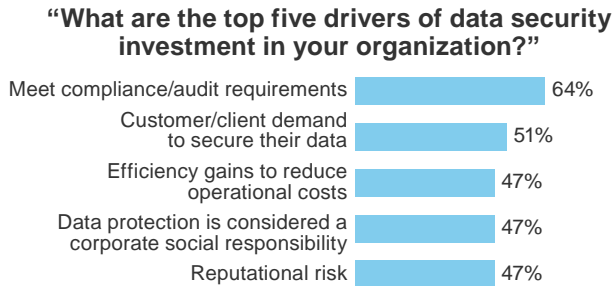 “What are the top five drivers of data security
investment in your organization?”
Meet compliance/audit requirements 64%
Customer/client demand
to secure their data 51%
Efficiency gains to reduce
operational costs 47%
Data protection is considered a
corporate social responsibility 47%
Reputational risk 47%